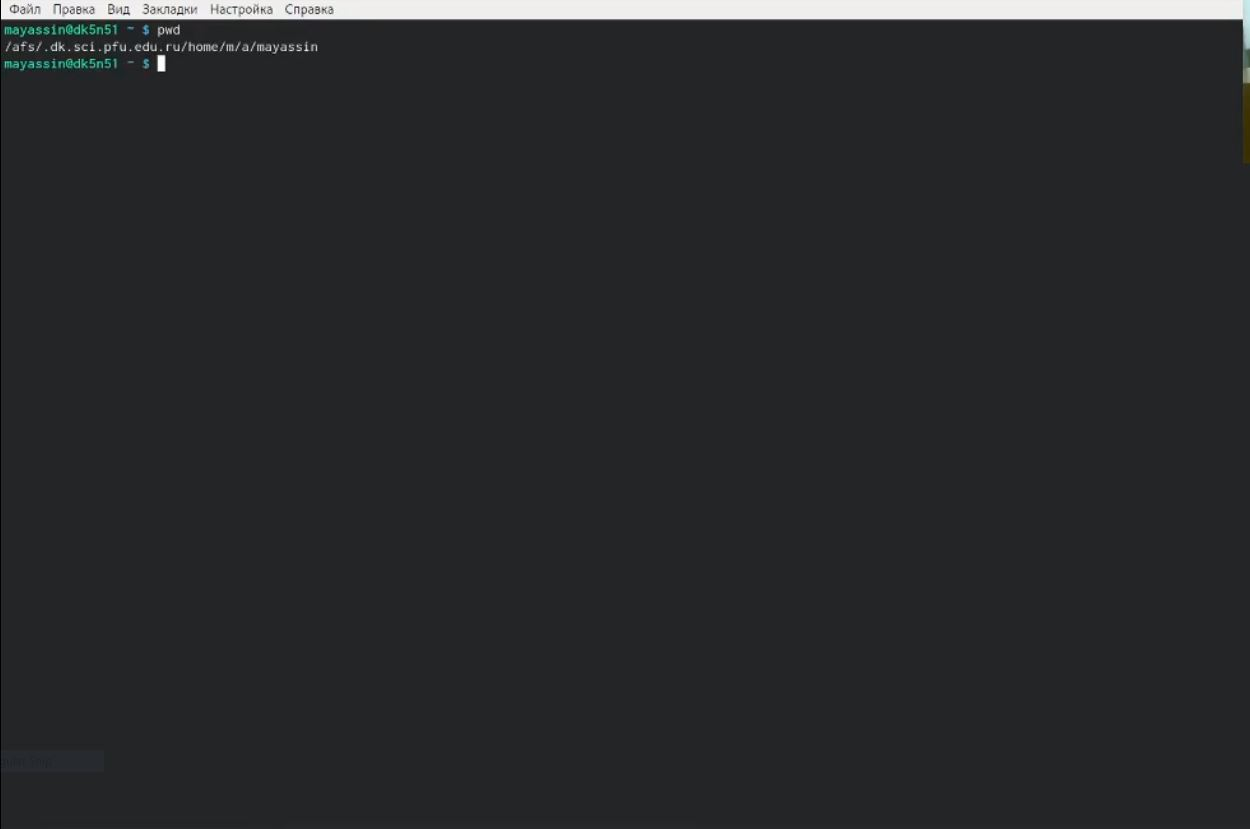 Файл Правка Вид Закладки Настройка Справка
mayassin@dk5n51 ~ $ pwd
/afs/.dk.sci.pfu.edu.ru/home/m/a/mayassin
mayassin@dk5n51 ~ $
Snip